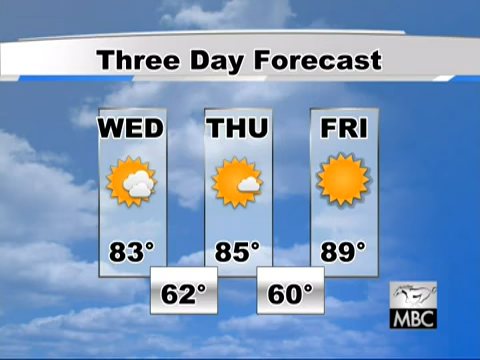 Three Day Forecast
WED THU FRI
83° 85° 89°
62° 60°
MBC